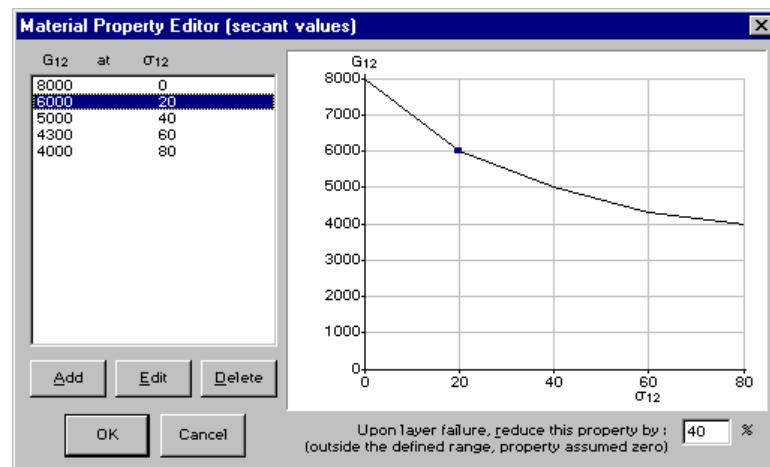 Material Property Editor (secant values)
G12 at σ12
8000 0
6000 20
5000 40
4300 60
4000 80
Add Edit Delete
OK Cancel
G12
8000
7000
6000
5000
4000
3000
2000
1000
0
0 20 40 60 80
σ12
Upon layer failure, reduce this property by : 40 %
(outside the defined range, property assumed zero)